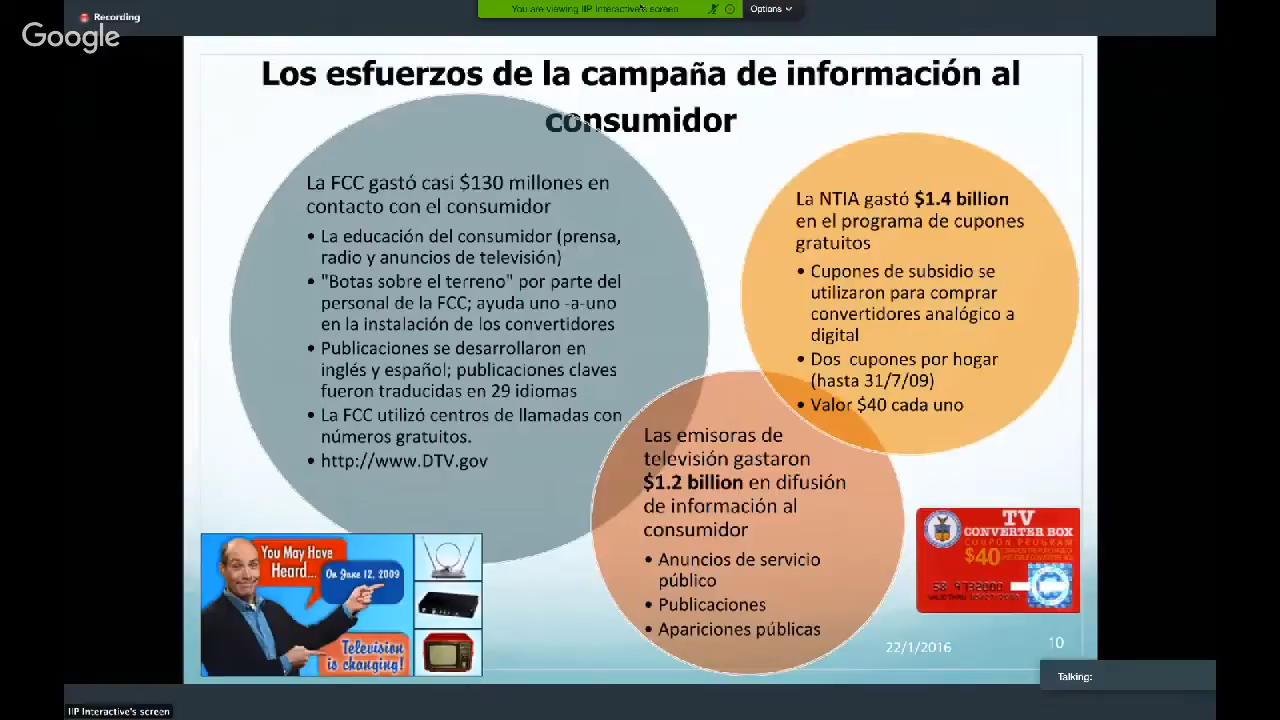 Recording
You are viewing IIP Interactive's screen
Options
Google
Los esfuerzos de la campaña de información al
consumidor
La FCC gastó casi $130 millones en
contacto con el consumidor
• La educación del consumidor (prensa,
radio y anuncios de televisión)
• "Botas sobre el terreno" por parte del
personal de la FCC; ayuda uno -a-uno
en la instalación de los convertidores
• Publicaciones se desarrollaron en
inglés y español; publicaciones claves
fueron traducidas en 29 idiomas
• La FCC utilizó centros de llamadas con
números gratuitos.
• http://www.DTV.gov
La NTIA gastó $1.4 billion
en el programa de cupones
gratuitos
• Cupones de subsidio se
utilizaron para comprar
convertidores analógico a
digital
• Dos cupones por hogar
(hasta 31/7/09)
• Valor $40 cada uno
Las emisoras de
televisión gastaron
$1.2 billion en difusión
de información al
consumidor
• Anuncios de servicio
público
• Publicaciones
• Apariciones públicas
You May Have
Heard...
On June 12, 2009
Television
is changing!
TV
CONVERTER BOX
COUPON PROGRAM
$40
22/1/2016
10
Talking:
IIP Interactive's screen